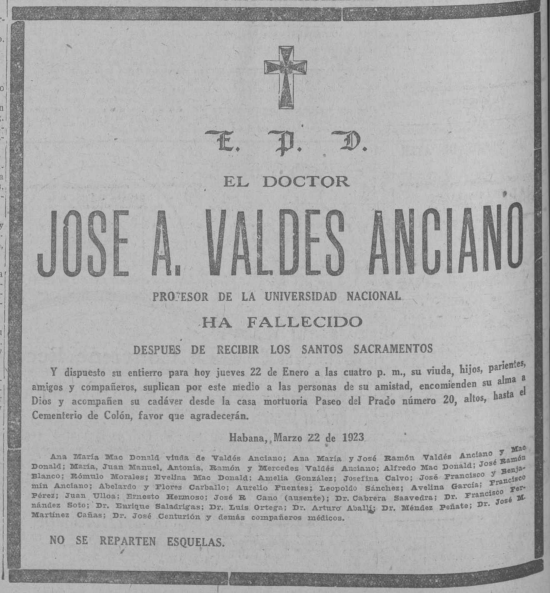 E. P. D.
EL DOCTOR
JOSE A. VALDES ANCIANO
PROFESOR DE LA UNIVERSIDAD NACIONAL
HA FALLECIDO
DESPUES DE RECIBIR LOS SANTOS SACRAMENTOS
Y dispuesto su entierro para hoy jueves 22 de Enero a las cuatro p. m., su viuda, hijos, parientes,
amigos y compañeros, suplican por este medio a las personas de su amistad, encomienden su alma a
Dios y acompañen su cadáver desde la casa mortuoria Paseo del Prado número 20, altos, hasta el
Cementerio de Colón, favor que agradecerán.
Habana, Marzo 22 de 1923
Ana María Mac Donald viuda de Valdés Anciano; Ana María y José Ramón Valdés Anciano y Mac
Donald; María, Juan Manuel, Antonia, Ramón y Mercedes Valdés Anciano; Alfredo Mac Donald; José Ramón
Blanco; Rómulo Morales; Evelina Mac Donald; Amelia González; Josefina Calvo; José Francisco y Benja-
mín Anciano; Abelardo y Flores Carballo; Aurelio Fuentes; Leopoldo Sánchez; Avelina García; Francisco
Pérez; Juan Ulloa; Ernesto Hermoso; José R Cano (ausente); Dr. Cabrera Saavedra; Dr. Francisco Fer-
nández Soto; Dr. Enrique Saladrigas; Dr. Luis Ortega; Dr. Arturo Aballí; Dr. Méndez Peñate; Dr. José M.
Martínez Cañas; Dr. José Centurión y demás compañeros médicos.
NO SE REPARTEN ESQUELAS.